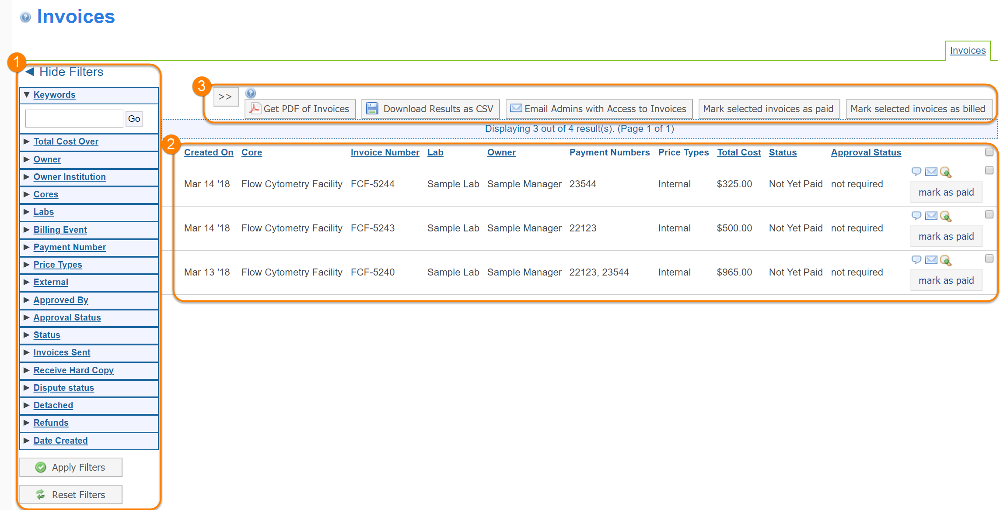 Invoices
Invoices
1
Hide Filters
Keywords
Go
Total Cost Over
Owner
Owner Institution
Cores
Labs
Billing Event
Payment Number
Price Types
External
Approved By
Approval Status
Status
Invoices Sent
Receive Hard Copy
Dispute status
Detached
Refunds
Date Created
Apply Filters
Reset Filters
3
>>
Get PDF of Invoices Download Results as CSV Email Admins with Access to Invoices Mark selected invoices as paid Mark selected invoices as billed
Displaying 3 out of 4 result(s). (Page 1 of 1)
2
Created On Core Invoice Number Lab Owner Payment Numbers Price Types Total Cost Status Approval Status
Mar 14 '18 Flow Cytometry Facility FCF-5244 Sample Lab Sample Manager 23544 Internal $325.00 Not Yet Paid not required
mark as paid
Mar 14 '18 Flow Cytometry Facility FCF-5243 Sample Lab Sample Manager 22123 Internal $500.00 Not Yet Paid not required
mark as paid
Mar 13 '18 Flow Cytometry Facility FCF-5240 Sample Lab Sample Manager 22123, 23544 Internal $965.00 Not Yet Paid not required
mark as paid